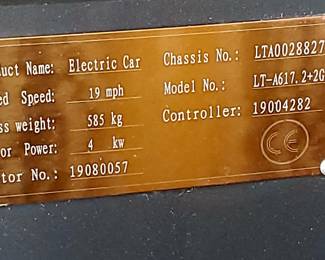 uct Name: Electric Car
ed Speed: 19 mph
ss weight: 585 kg
or Power: 4 kw
tor No.: 19080057
Chassis No.: LTA0028827
Model No.: LT-A617.2+2G
Controller: 19004282
CE